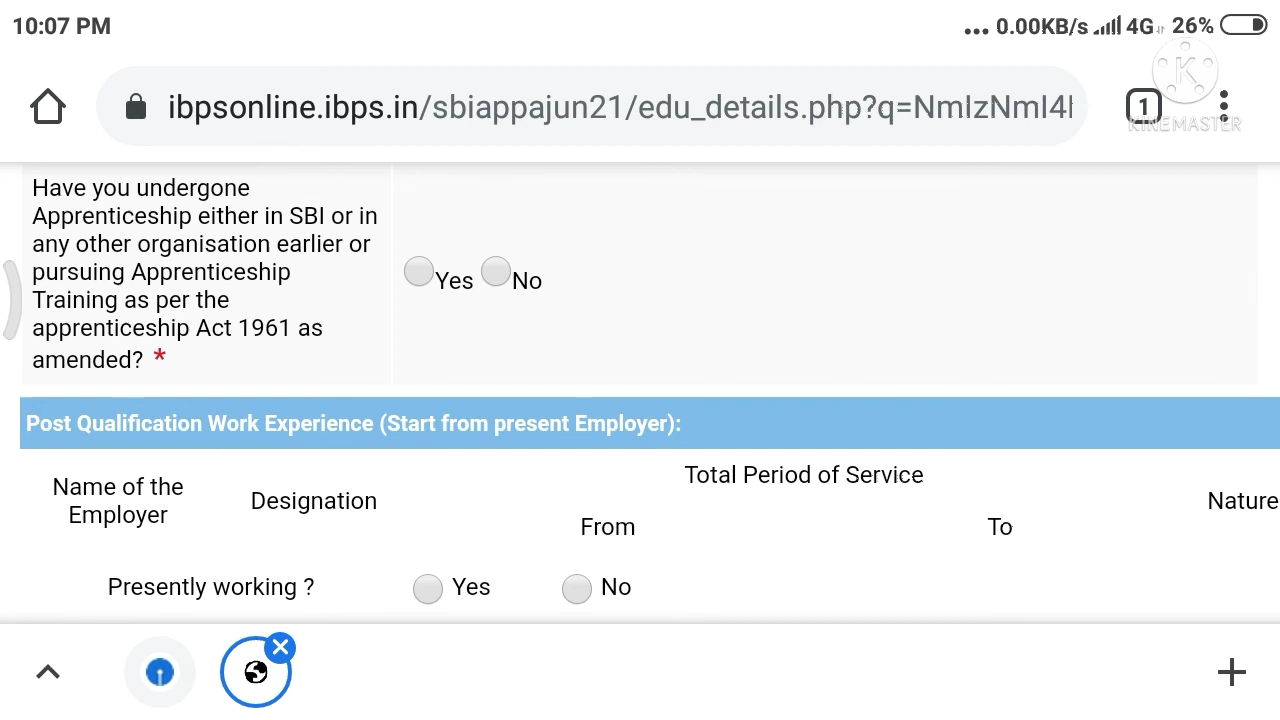 10:07 PM
... 0.00KB/s 4G 26%
ibpsonline.ibps.in/sbiappajun21/edu_details.php?q=NmIzNmI4
1
K
KINEMASTER
Have you undergone
Apprenticeship either in SBI or in
any other organisation earlier or
pursuing Apprenticeship
Training as per the
apprenticeship Act 1961 as
amended? *
Yes No
Post Qualification Work Experience (Start from present Employer):
Name of the
Employer
Designation
Total Period of Service
From
To
Nature
Presently working ? Yes No